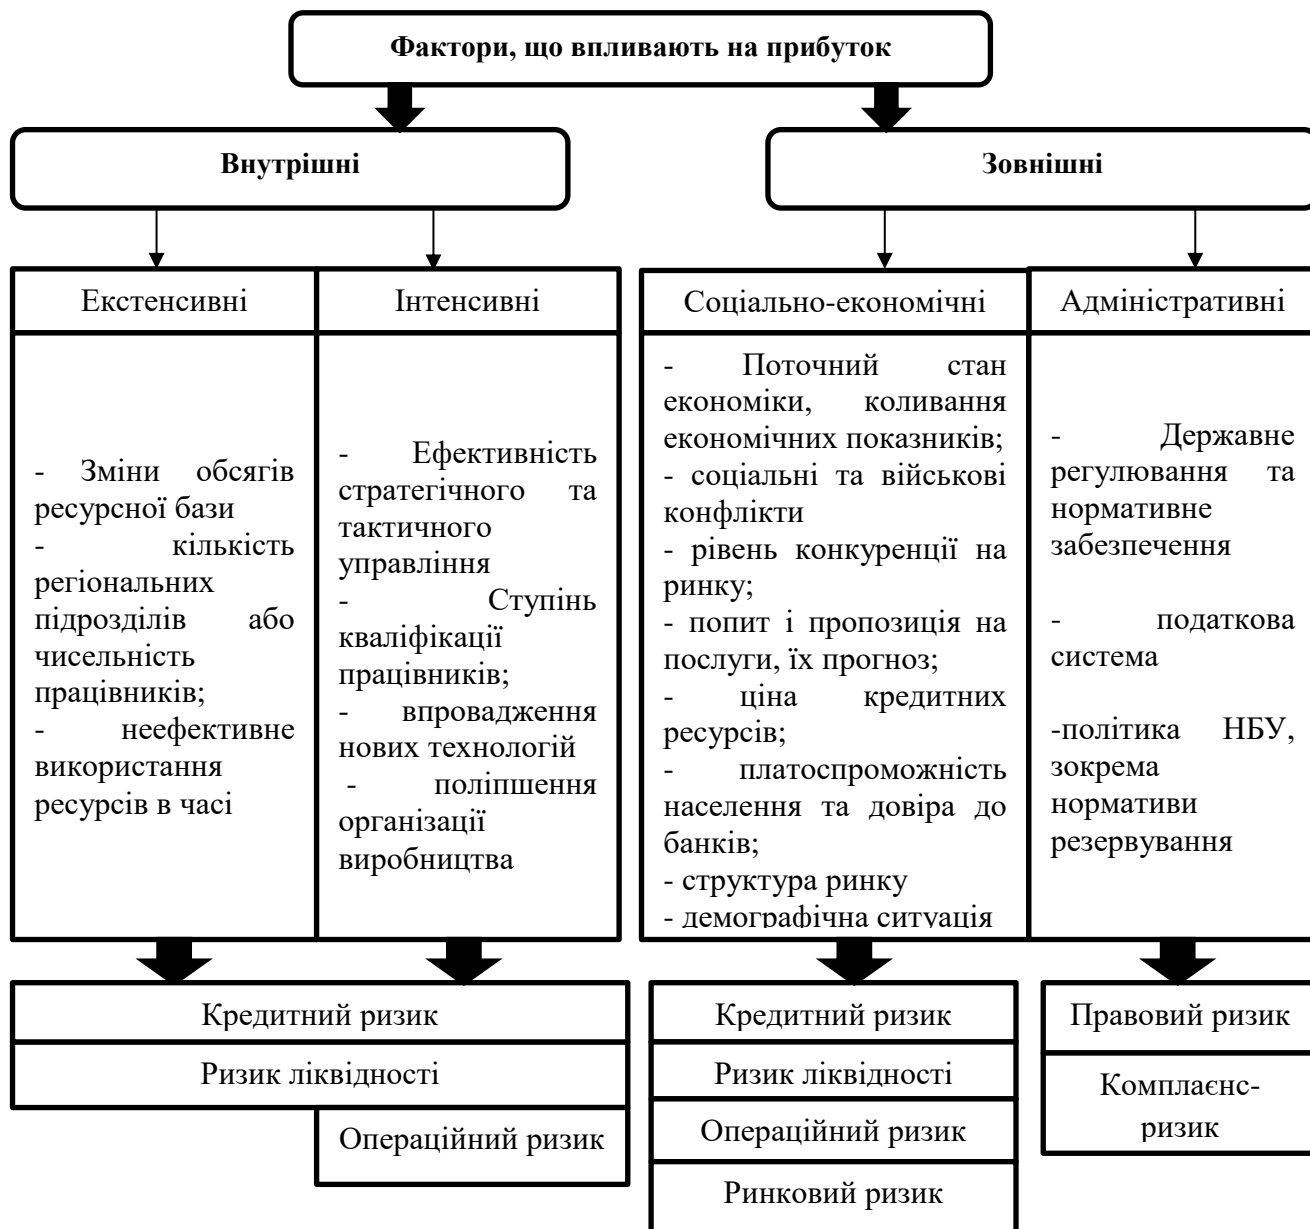 Фактори, що впливають на прибуток
Внутрішні
Зовнішні
Екстенсивні
Інтенсивні
Соціально-економічні
Адміністративні
- Зміни обсягів
ресурсної бази
- кількість
регіональних
підрозділів або
чисельність
працівників;
- неефективне
використання
ресурсів в часі
- Ефективність
стратегічного та
тактичного
управління
- Ступінь
кваліфікації
працівників;
- впровадження
нових технологій
- поліпшення
організації
виробництва
- Поточний стан
економіки, коливання
економічних показників;
- соціальні та військові
конфлікти
- рівень конкуренції на
ринку;
- попит і пропозиція на
послуги, їх прогноз;
- ціна кредитних
ресурсів;
- платоспроможність
населення та довіра до
банків;
- структура ринку
- демографічна ситуація
- Державне
регулювання та
нормативне
забезпечення
- податкова
система
-політика НБУ,
зокрема
нормативи
резервування
Кредитний ризик
Ризик ліквідності
Операційний ризик
Кредитний ризик
Ризик ліквідності
Операційний ризик
Ринковий ризик
Правовий ризик
Комплаєнс-
ризик